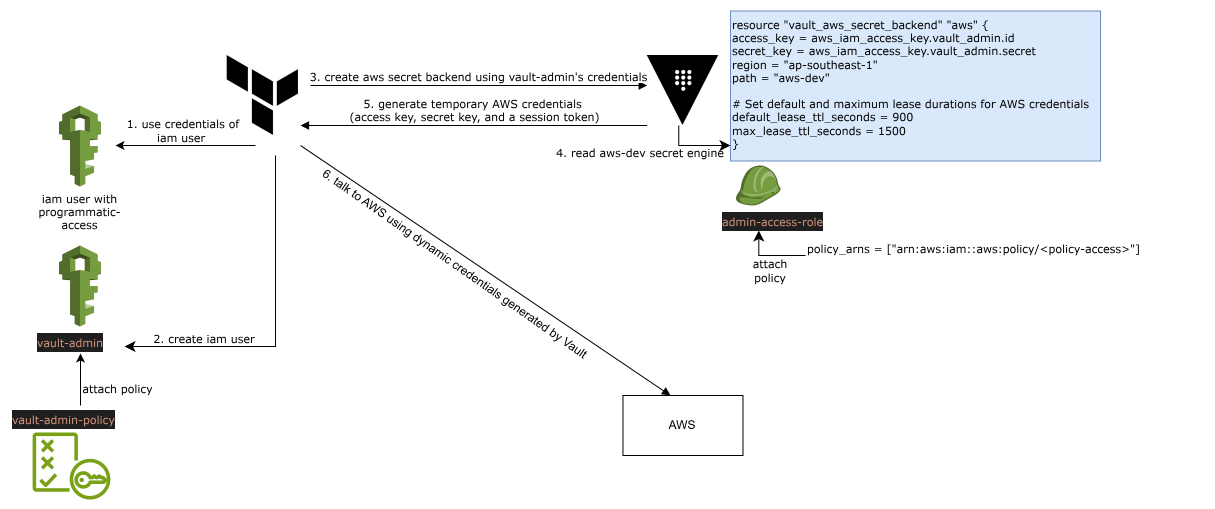 resource "vault_aws_secret_backend" "aws" {
access_key = aws_iam_access_key.vault_admin.id
secret_key = aws_iam_access_key.vault_admin.secret
region = "ap-southeast-1"
path = "aws-dev"
# Set default and maximum lease durations for AWS credentials
default_lease_ttl_seconds = 900
max_lease_ttl_seconds = 1500
}
3. create aws secret backend using vault-admin's credentials
5. generate temporary AWS credentials
(access key, secret key, and a session token)
4. read aws-dev secret engine
1. use credentials of
iam user
iam user with
programmatic-
access
6. talk to AWS using dynamic credentials generated by Vault
admin-access-role
policy_arns = ["arn:aws:iam::aws:policy/<policy-access>"]
attach
policy
vault-admin
2. create iam user
attach policy
vault-admin-policy
AWS